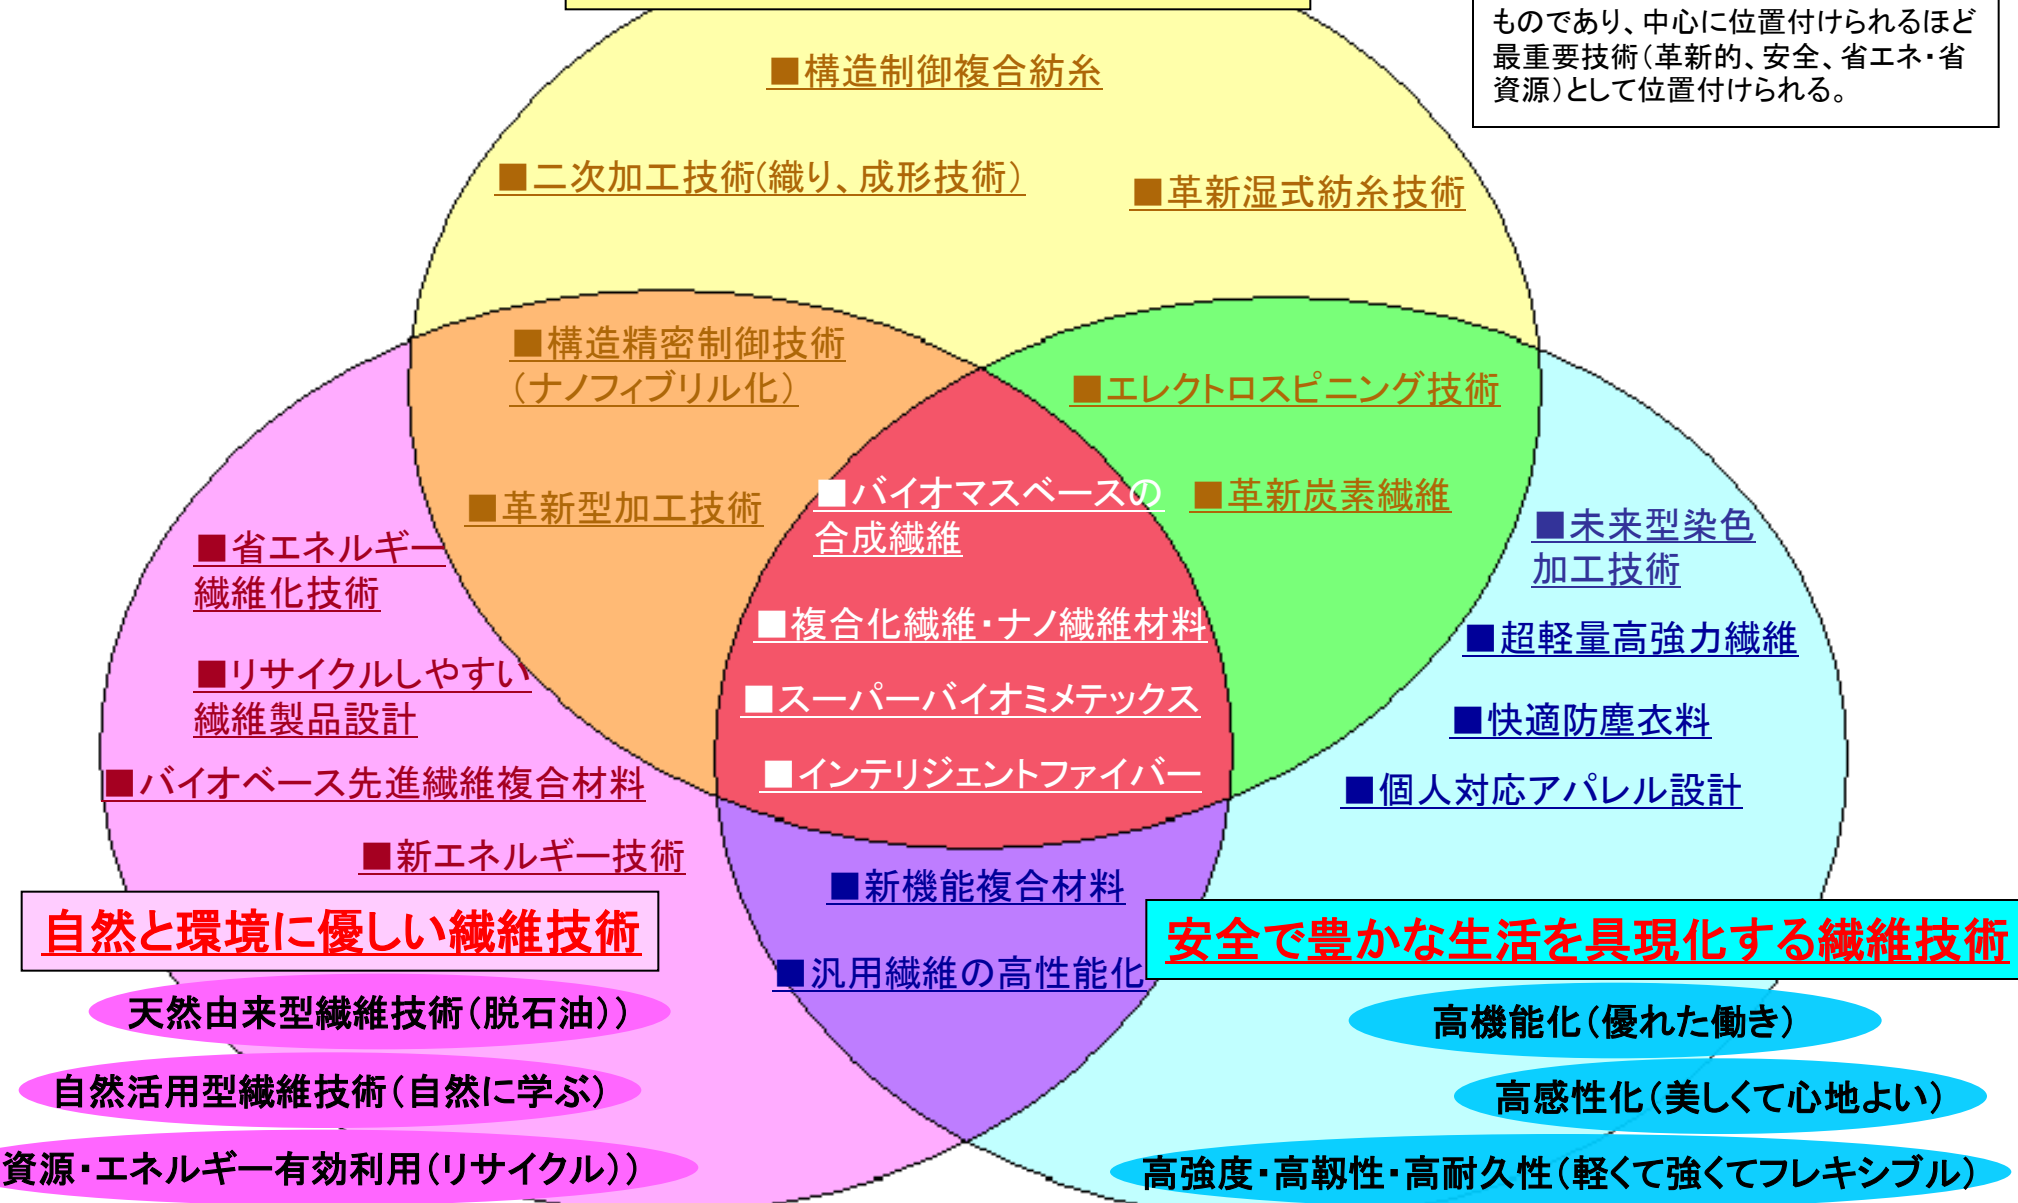 ものであり、中心に位置付けられるほど
最重要技術（革新的、安全、省エネ・省
資源）として位置付けられる。
■構造制御複合紡糸
■二次加工技術(織り、成形技術）
■革新湿式紡糸技術
■構造精密制御技術
（ナノフィブリル化）
■エレクトロスピニング技術
■革新型加工技術
■バイオマスベースの
合成繊維
■革新炭素繊維
■省エネルギー
繊維化技術
■未来型染色
加工技術
■複合化繊維・ナノ繊維材料
■超軽量高強力繊維
■リサイクルしやすい
繊維製品設計
■スーパーバイオミメテックス
■快適防塵衣料
■バイオベース先進繊維複合材料
■インテリジェントファイバー
■個人対応アパレル設計
■新エネルギー技術
■新機能複合材料
■汎用繊維の高性能化
自然と環境に優しい繊維技術
安全で豊かな生活を具現化する繊維技術
天然由来型繊維技術（脱石油））
自然活用型繊維技術（自然に学ぶ）
資源・エネルギー有効利用（リサイクル））
高機能化（優れた働き）
高感性化（美しくて心地よい）
高強度・高靱性・高耐久性（軽くて強くてフレキシブル）